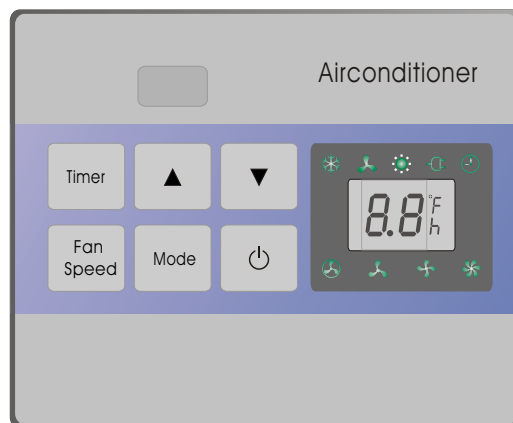 Airconditioner
Timer
▲
▼
Fan
Speed
Mode
8.8 °F
h